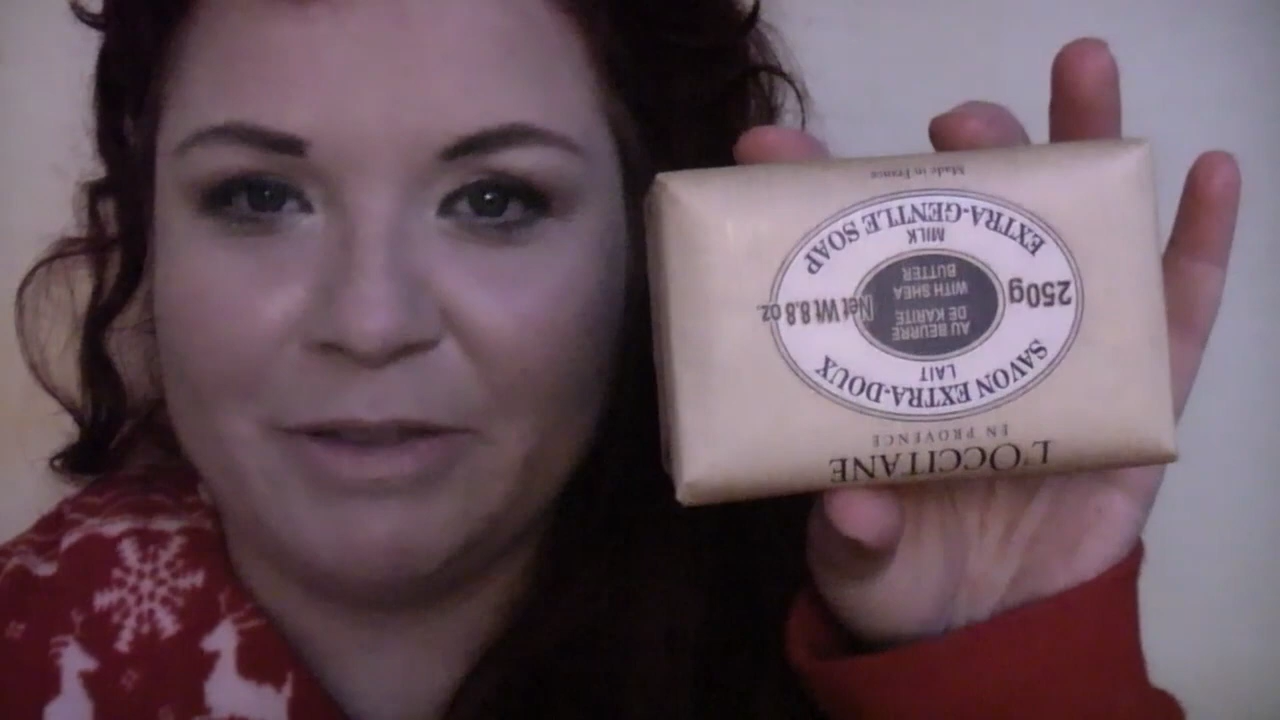 L'OCCITANE
EN PROVENCE
SAVON EXTRA-DOUX
LAIT
AU BEURRE
DE KARITE
WITH SHEA
BUTTER
250g
Net Wt 8.8 oz.
MILK
EXTRA-GENTLE SOAP
Made in France